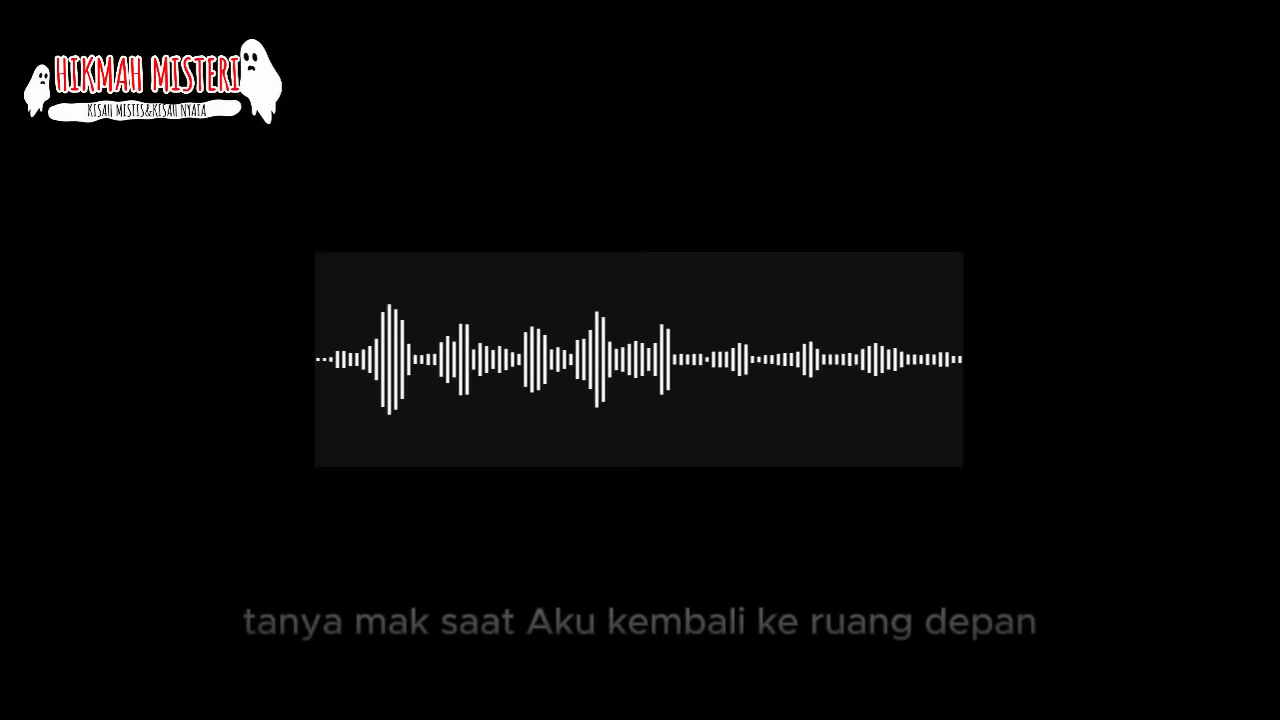 HIKMAH MISTERI
KISAH MISTIS&KISAH NYATA
tanya mak saat Aku kembali ke ruang depan